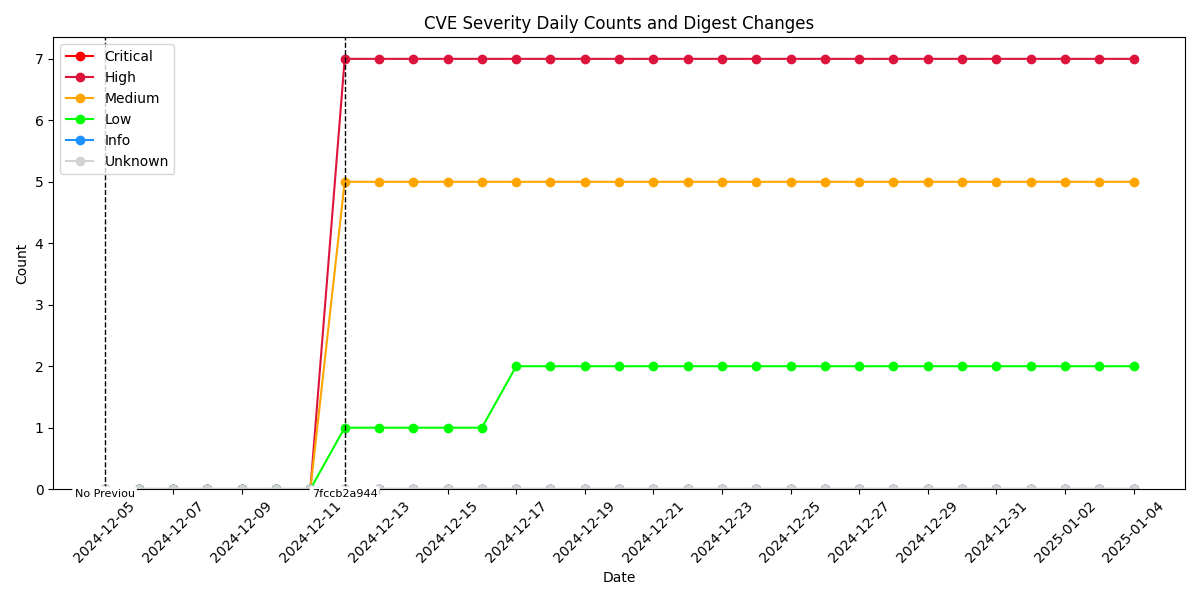 CVE Severity Daily Counts and Digest Changes
Critical
High
Medium
Low
Info
Unknown
Count
7
6
5
4
3
2
1
0
No Previou
7fccb2a944
2024-12-05
2024-12-07
2024-12-09
2024-12-11
2024-12-13
2024-12-15
2024-12-17
2024-12-19
2024-12-21
2024-12-23
2024-12-25
2024-12-27
2024-12-29
2024-12-31
2025-01-02
2025-01-04
Date